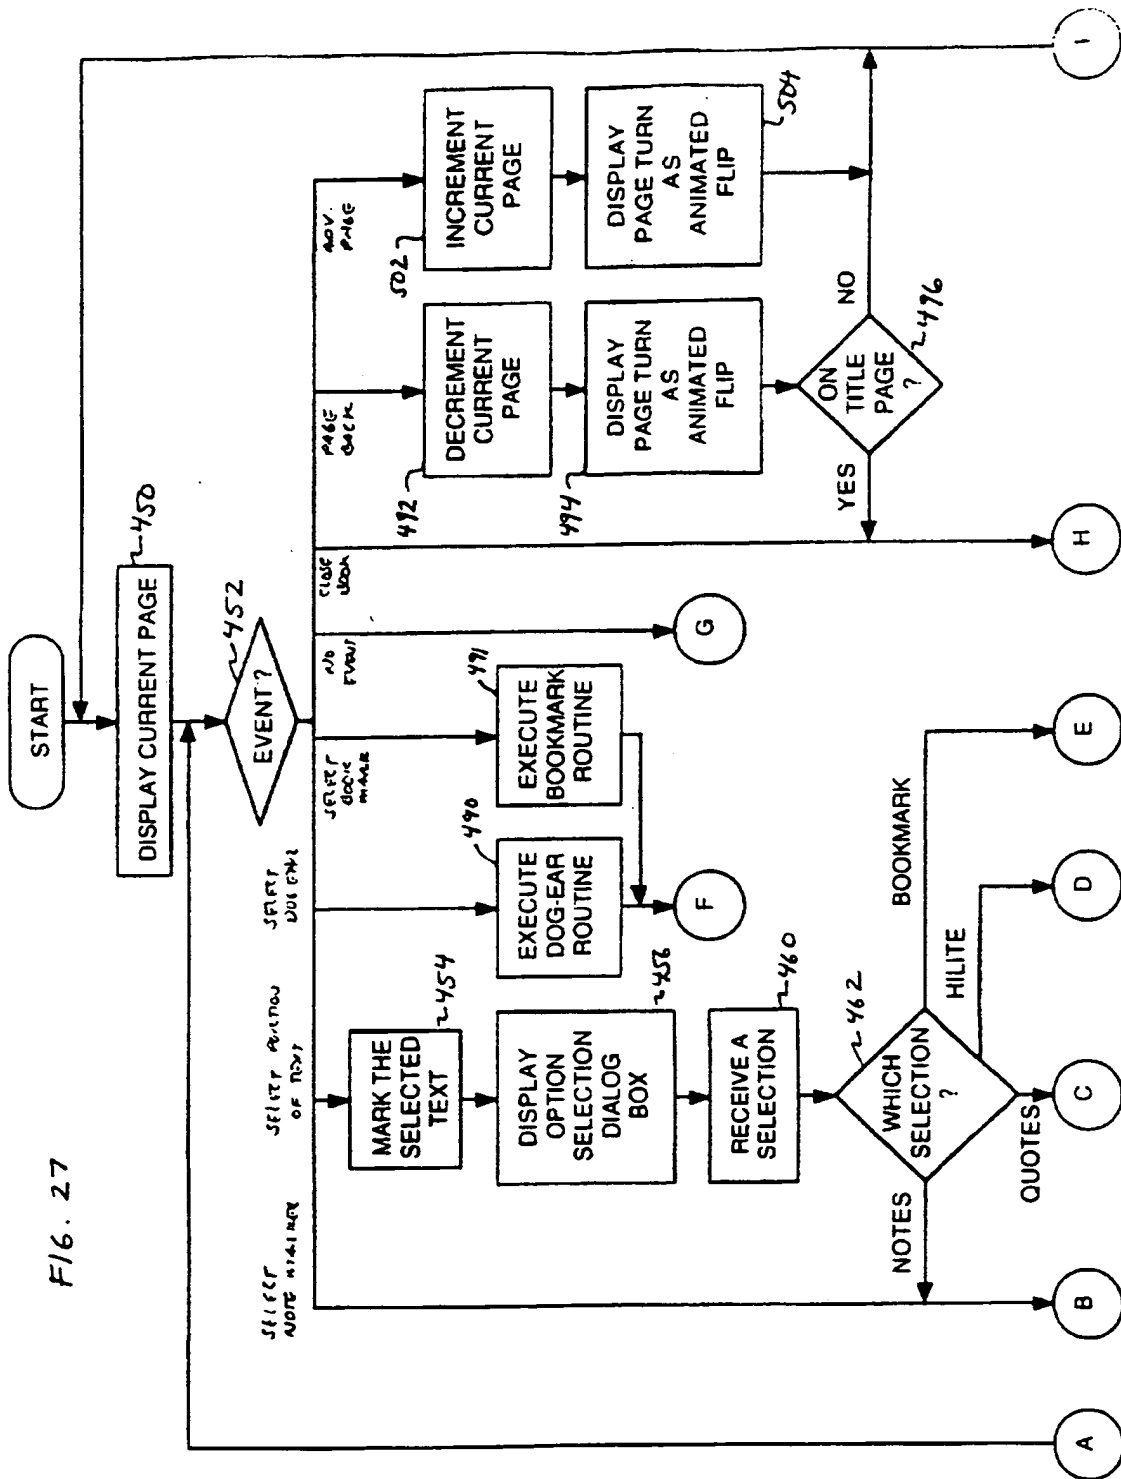 FIG. 27
START
DISPLAY CURRENT PAGE
450
EVENT?
452
SELECT
NOTE MARKER
SELECT PORTION
OF TEXT
SELECT
DOG EAR
SELECT
BOOK
MARK
NO
EVENT
CLOSE
BOOK
PAGE
BACK
ADV.
PAGE
MARK THE
SELECTED
TEXT
454
DISPLAY
OPTION
SELECTION
DIALOG
BOX
456
RECEIVE A
SELECTION
460
WHICH
SELECTION
?
462
NOTES
QUOTES
HILITE
BOOKMARK
490
EXECUTE
DOG-EAR
ROUTINE
491
EXECUTE
BOOKMARK
ROUTINE
492
DECREMENT
CURRENT
PAGE
494
DISPLAY
PAGE TURN
AS
ANIMATED
FLIP
ON
TITLE
PAGE
?
496
YES
NO
502
INCREMENT
CURRENT
PAGE
DISPLAY
PAGE TURN
AS
ANIMATED
FLIP
504
F
G
A
B
C
D
E
H
I